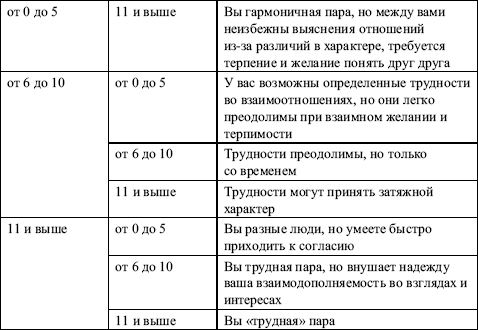 от 0 до 5
11 и выше
Вы гармоничная пара, но между вами
неизбежны выяснения отношений
из-за различий в характере, требуется
терпение и желание понять друг друга
от 6 до 10
от 0 до 5
У вас возможны определенные трудности
во взаимоотношениях, но они легко
преодолимы при взаимном желании и
терпимости
от 6 до 10
Трудности преодолимы, но только
со временем
11 и выше
Трудности могут принять затяжной
характер
11 и выше
от 0 до 5
Вы разные люди, но умеете быстро
приходить к согласию
от 6 до 10
Вы трудная пара, но внушает надежду
ваша взаимодополняемость во взглядах и
интересах
11 и выше
Вы «трудная» пара